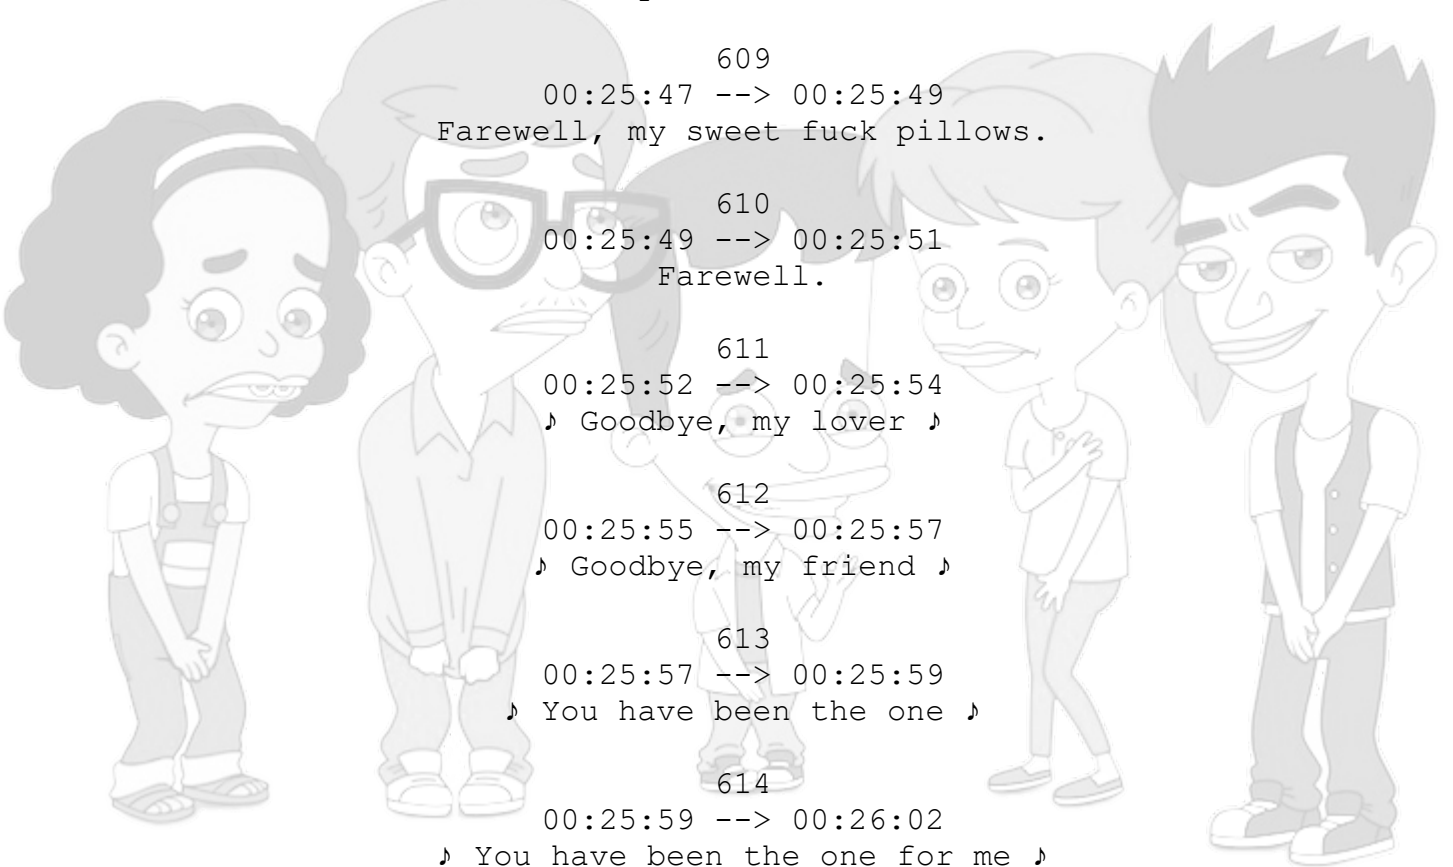 609
00:25:47 --> 00:25:49
Farewell, my sweet fuck pillows.
610
00:25:49 --> 00:25:51
Farewell.
611
00:25:52 --> 00:25:54
♪ Goodbye, my lover ♪
612
00:25:55 --> 00:25:57
♪ Goodbye, my friend ♪
613
00:25:57 --> 00:25:59
♪ You have been the one ♪
614
00:25:59 --> 00:26:02
♪ You have been the one for me ♪